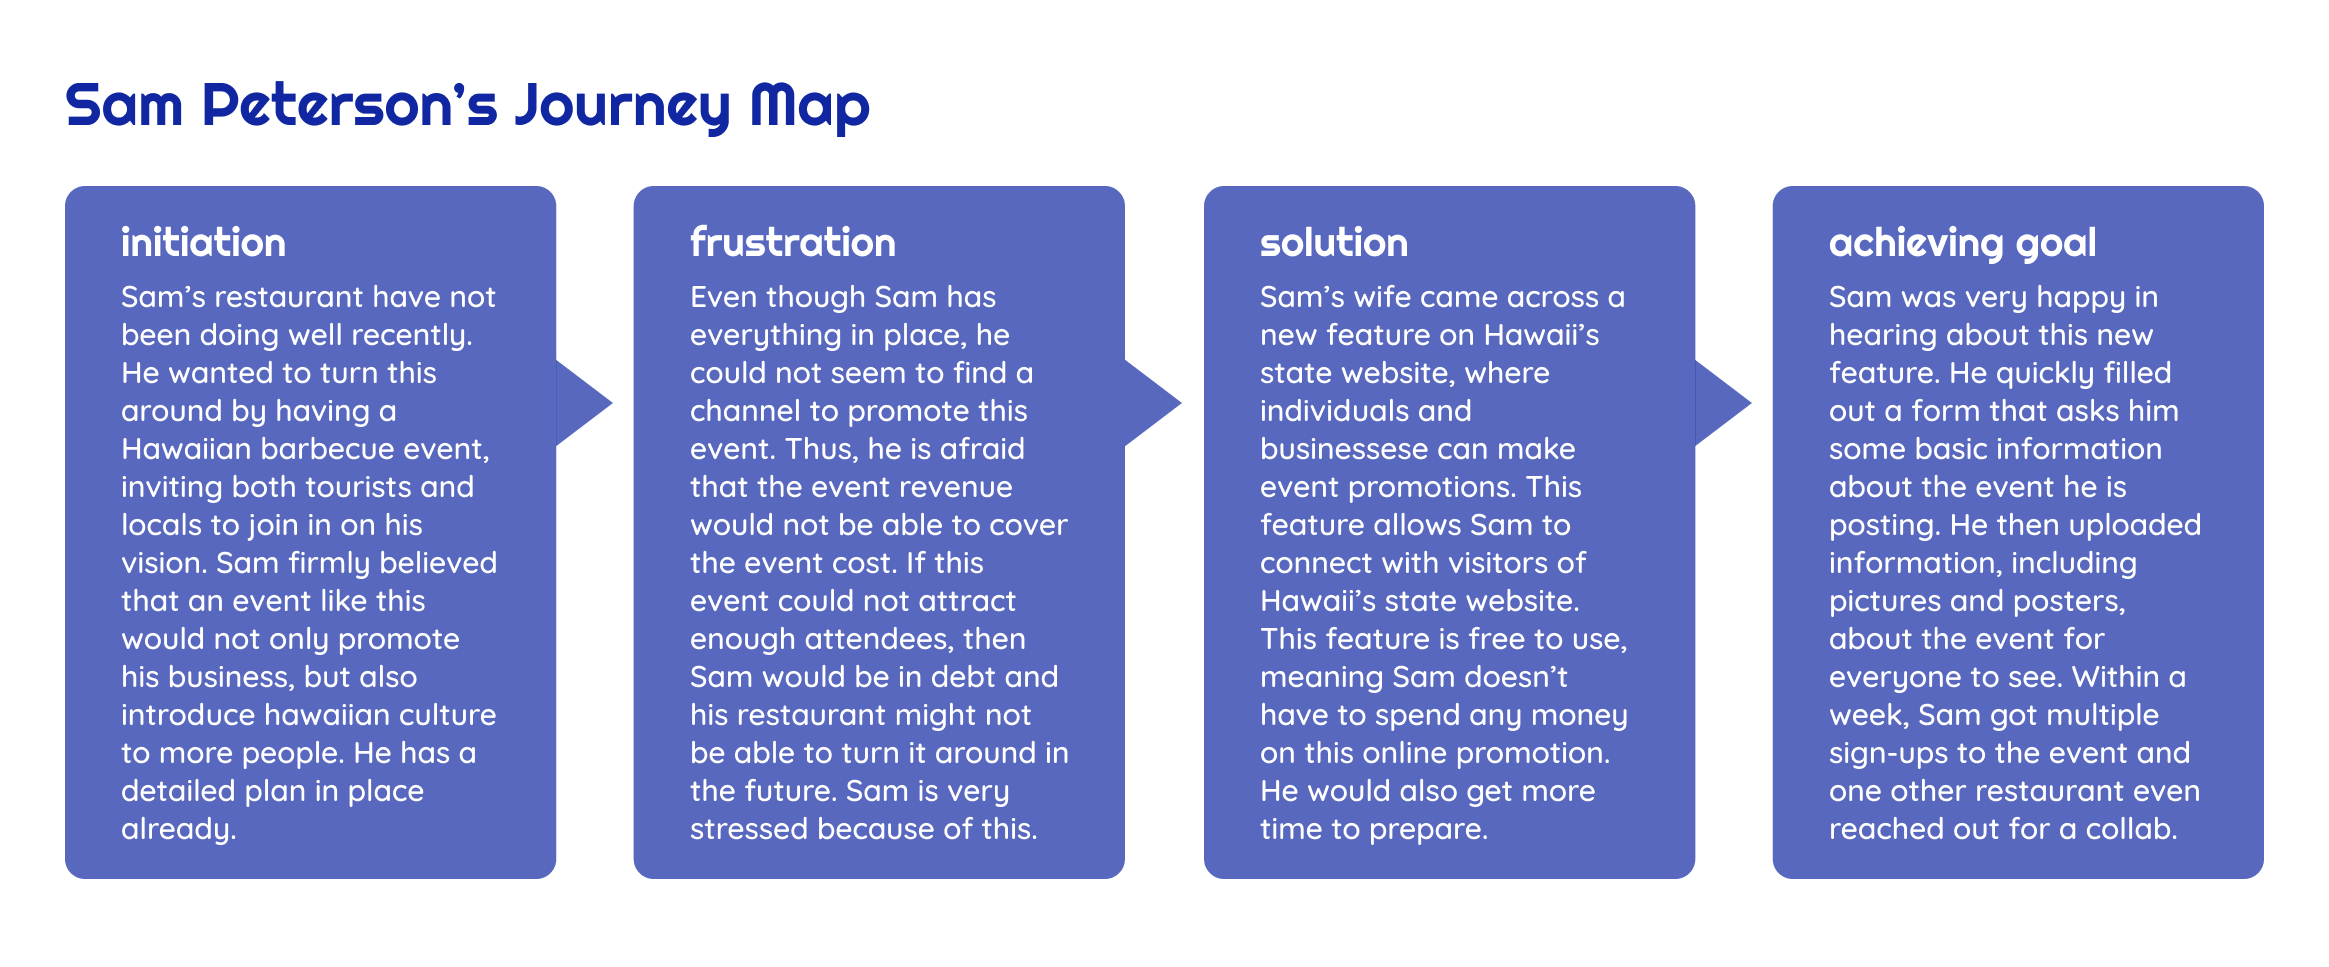 Sam Peterson's Journey Map
initiation
Sam's restaurant have not
been doing well recently.
He wanted to turn this
around by having a
Hawaiian barbecue event,
inviting both tourists and
locals to join in on his
vision. Sam firmly believed
that an event like this
would not only promote
his business, but also
introduce hawaiian culture
to more people. He has a
detailed plan in place
already.
frustration
Even though Sam has
everything in place, he
could not seem to find a
channel to promote this
event. Thus, he is afraid
that the event revenue
would not be able to cover
the event cost. If this
event could not attract
enough attendees, then
Sam would be in debt and
his restaurant might not
be able to turn it around in
the future. Sam is very
stressed because of this.
solution
Sam's wife came across a
new feature on Hawaii's
state website, where
individuals and
businessese can make
event promotions. This
feature allows Sam to
connect with visitors of
Hawaii's state website.
This feature is free to use,
meaning Sam doesn't
have to spend any money
on this online promotion.
He would also get more
time to prepare.
achieving goal
Sam was very happy in
hearing about this new
feature. He quickly filled
out a form that asks him
some basic information
about the event he is
posting. He then uploaded
information, including
pictures and posters,
about the event for
everyone to see. Within a
week, Sam got multiple
sign-ups to the event and
one other restaurant even
reached out for a collab.